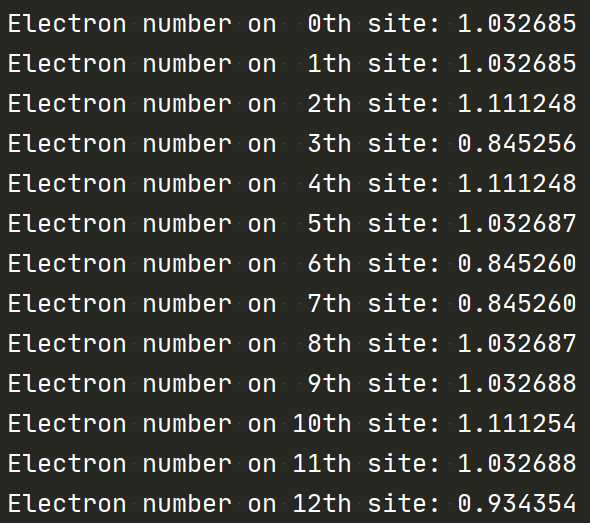 Electron number on  0th site: 1.032685
Electron number on  1th site: 1.032685
Electron number on  2th site: 1.111248
Electron number on  3th site: 0.845256
Electron number on  4th site: 1.111248
Electron number on  5th site: 1.032687
Electron number on  6th site: 0.845260
Electron number on  7th site: 0.845260
Electron number on  8th site: 1.032687
Electron number on  9th site: 1.032688
Electron number on 10th site: 1.111254
Electron number on 11th site: 1.032688
Electron number on 12th site: 0.934354